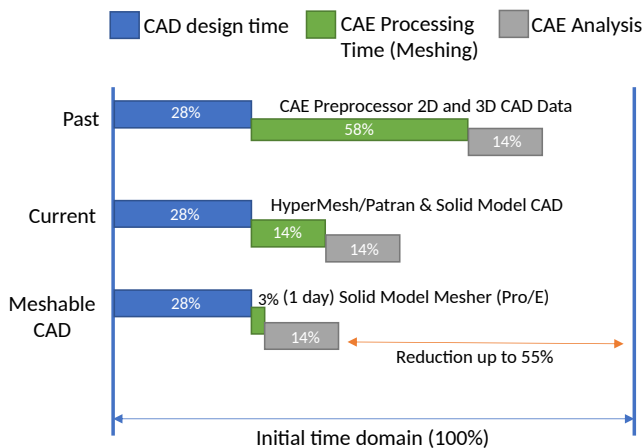 CAD design time
CAE Processing
Time (Meshing)
CAE Analysis
Past
28%
CAE Preprocessor 2D and 3D CAD Data
58%
14%
Current
28%
HyperMesh/Patran & Solid Model CAD
14%
14%
Meshable
CAD
28%
3% (1 day) Solid Model Mesher (Pro/E)
14%
Reduction up to 55%
Initial time domain (100%)